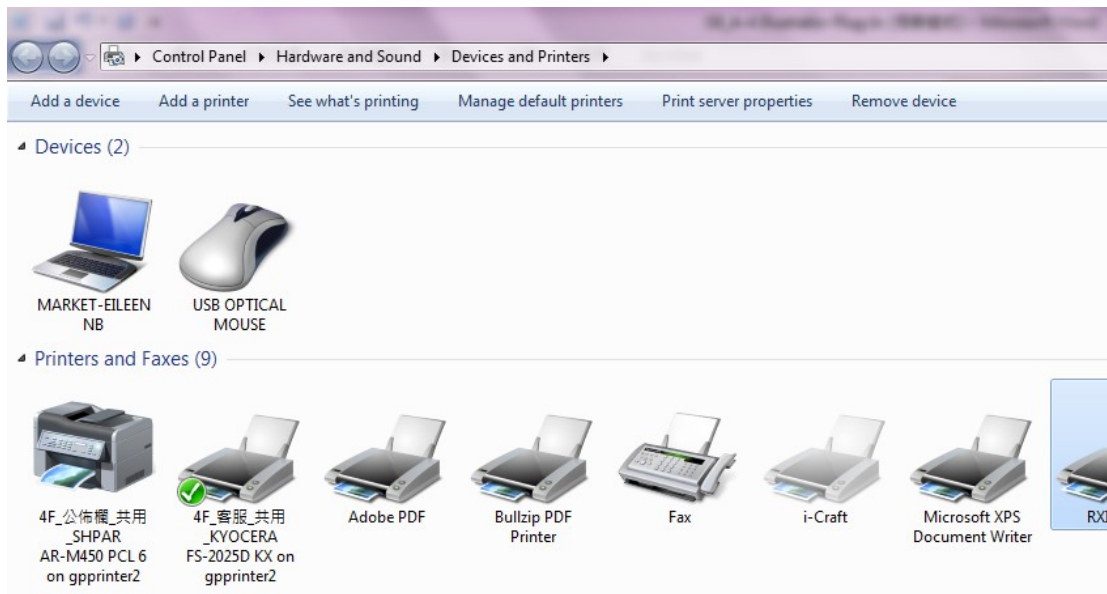 Control Panel ▸ Hardware and Sound ▸ Devices and Printers ▸
Add a device Add a printer See what's printing Manage default printers Print server properties Remove device
Devices (2)
MARKET-EILEEN
NB
USB OPTICAL
MOUSE
Printers and Faxes (9)
4F_公佈欄_共用
_SHPAR
AR-M450 PCL 6
on gpprinter2
4F_客服_共用
_KYOCERA
FS-2025D KX on
gpprinter2
Adobe PDF
Bullzip PDF
Printer
Fax
i-Craft
Microsoft XPS
Document Writer